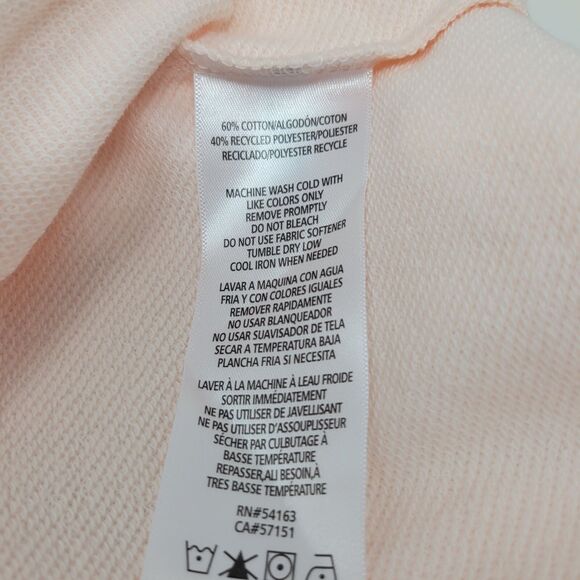 60% COTTON/ALGODÓN/COTON
40% RECYCLED POLYESTER/POLIESTER
RECICLADO/POLYESTER RECYCLE
MACHINE WASH COLD WITH
LIKE COLORS ONLY
REMOVE PROMPTLY
DO NOT BLEACH
DO NOT USE FABRIC SOFTENER
TUMBLE DRY LOW
COOL IRON WHEN NEEDED
LAVAR A MAQUINA CON AGUA
FRIA Y CON COLORES IGUALES
REMOVER RAPIDAMENTE
NO USAR BLANQUEADOR
NO USAR SUAVISADOR DE TELA
SECAR A TEMPERATURA BAJA
PLANCHA FRIA SI NECESITA
LAVER À LA MACHINE À LEAU FROIDE
SORTIR IMMÉDIATEMENT
NE PAS UTILISER DE JAVELLISANT
NE PAS UTILISER D'ASSOUPLISSEUR
SÉCHER PAR CULBUTAGE À
BASSE TEMPÉRATURE
REPASSER,AU BESOIN,À
TRES BASSE TEMPÉRATURE
RN#54163
CA#57151